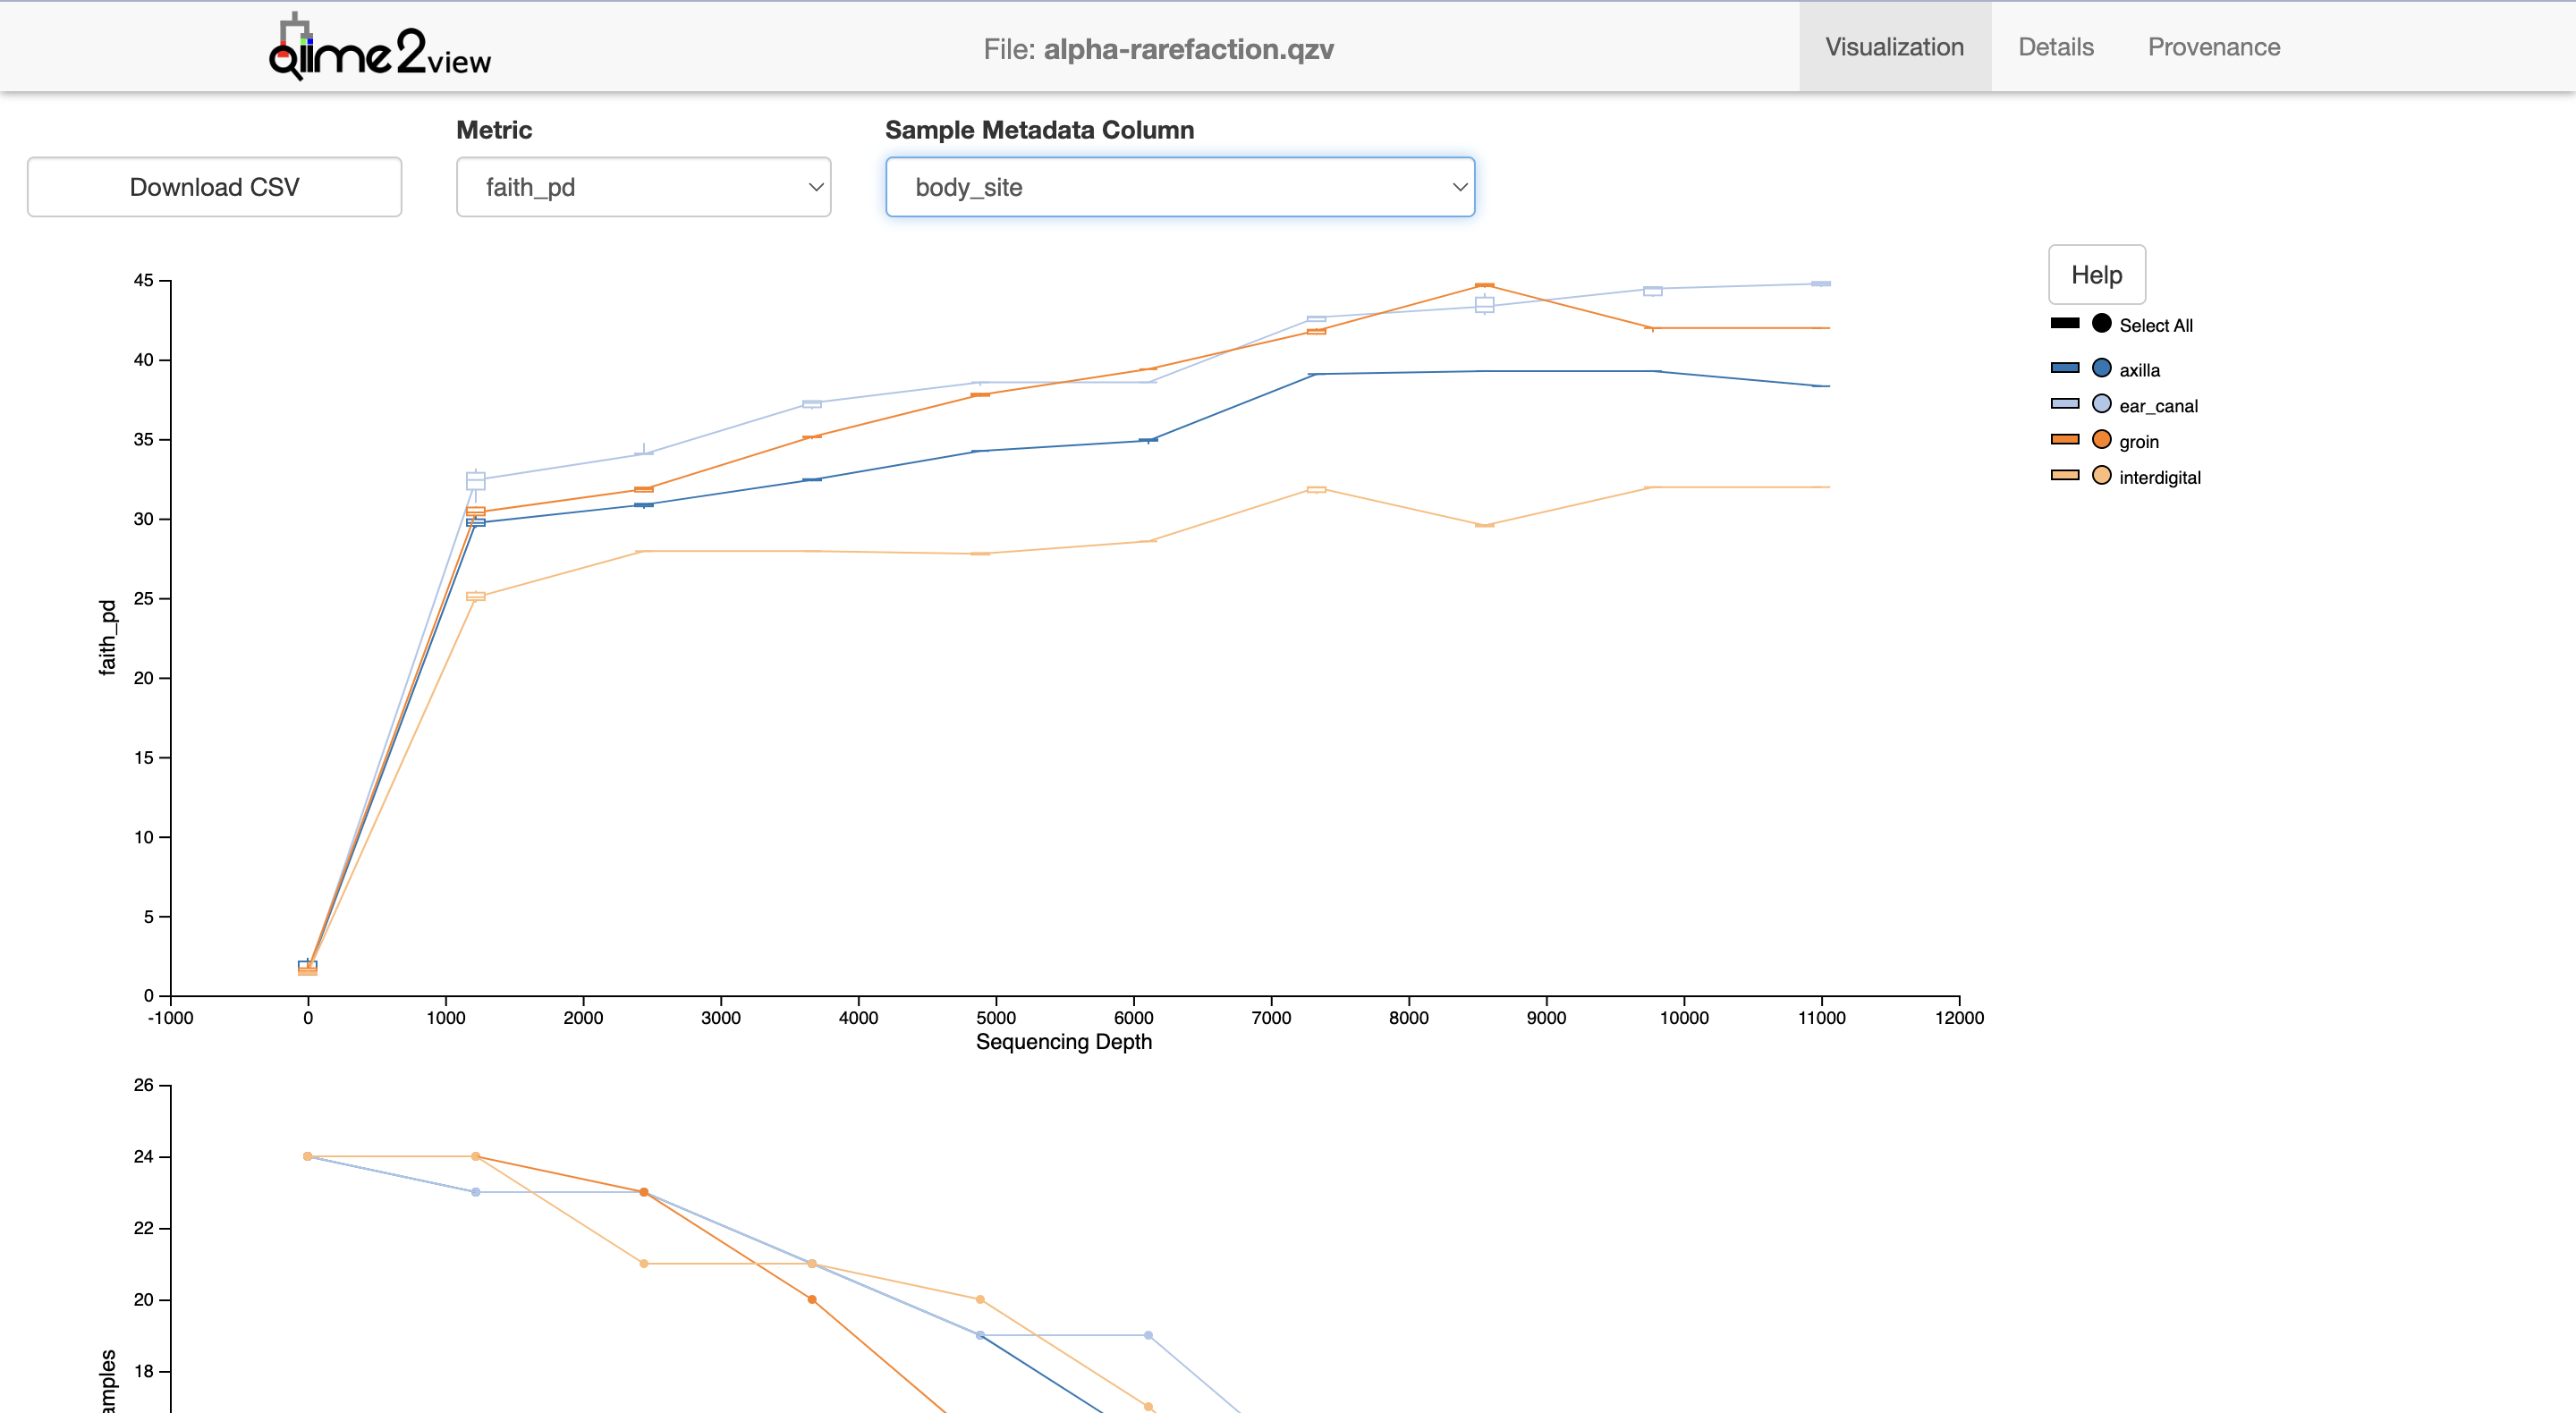 qiime2view
File: alpha-rarefaction.qzv
Visualization
Details
Provenance
Metric
Sample Metadata Column
Download CSV
faith_pd
body_site
Help
Select All
axilla
ear_canal
groin
interdigital
45
40
35
30
25
20
15
10
5
0
faith_pd
-1000 0 1000 2000 3000 4000 5000 6000 7000 8000 9000 10000 11000 12000
Sequencing Depth
26
24
22
20
18
amples